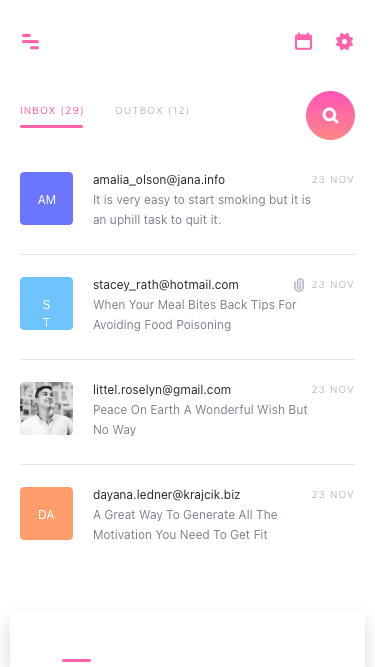 INBOX (29) OUTBOX (12)
AM
amalia_olson@jana.info 23 NOV
It is very easy to start smoking but it is
an uphill task to quit it.
S
T
stacey_rath@hotmail.com 23 NOV
When Your Meal Bites Back Tips For
Avoiding Food Poisoning
littel.roselyn@gmail.com 23 NOV
Peace On Earth A Wonderful Wish But
No Way
DA
dayana.ledner@krajcik.biz 23 NOV
A Great Way To Generate All The
Motivation You Need To Get Fit